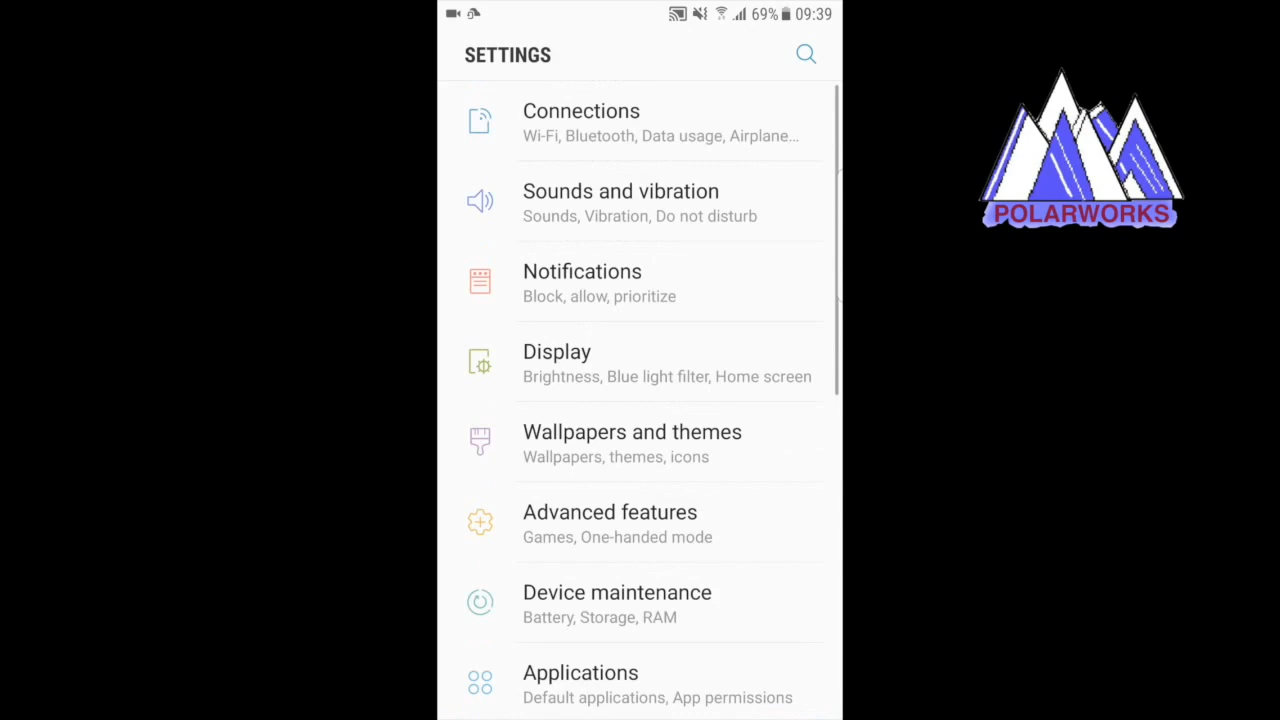 69% 09:39
SETTINGS
Connections
Wi-Fi, Bluetooth, Data usage, Airplane...
Sounds and vibration
Sounds, Vibration, Do not disturb
Notifications
Block, allow, prioritize
Display
Brightness, Blue light filter, Home screen
Wallpapers and themes
Wallpapers, themes, icons
Advanced features
Games, One-handed mode
Device maintenance
Battery, Storage, RAM
Applications
Default applications, App permissions
POLARWORKS